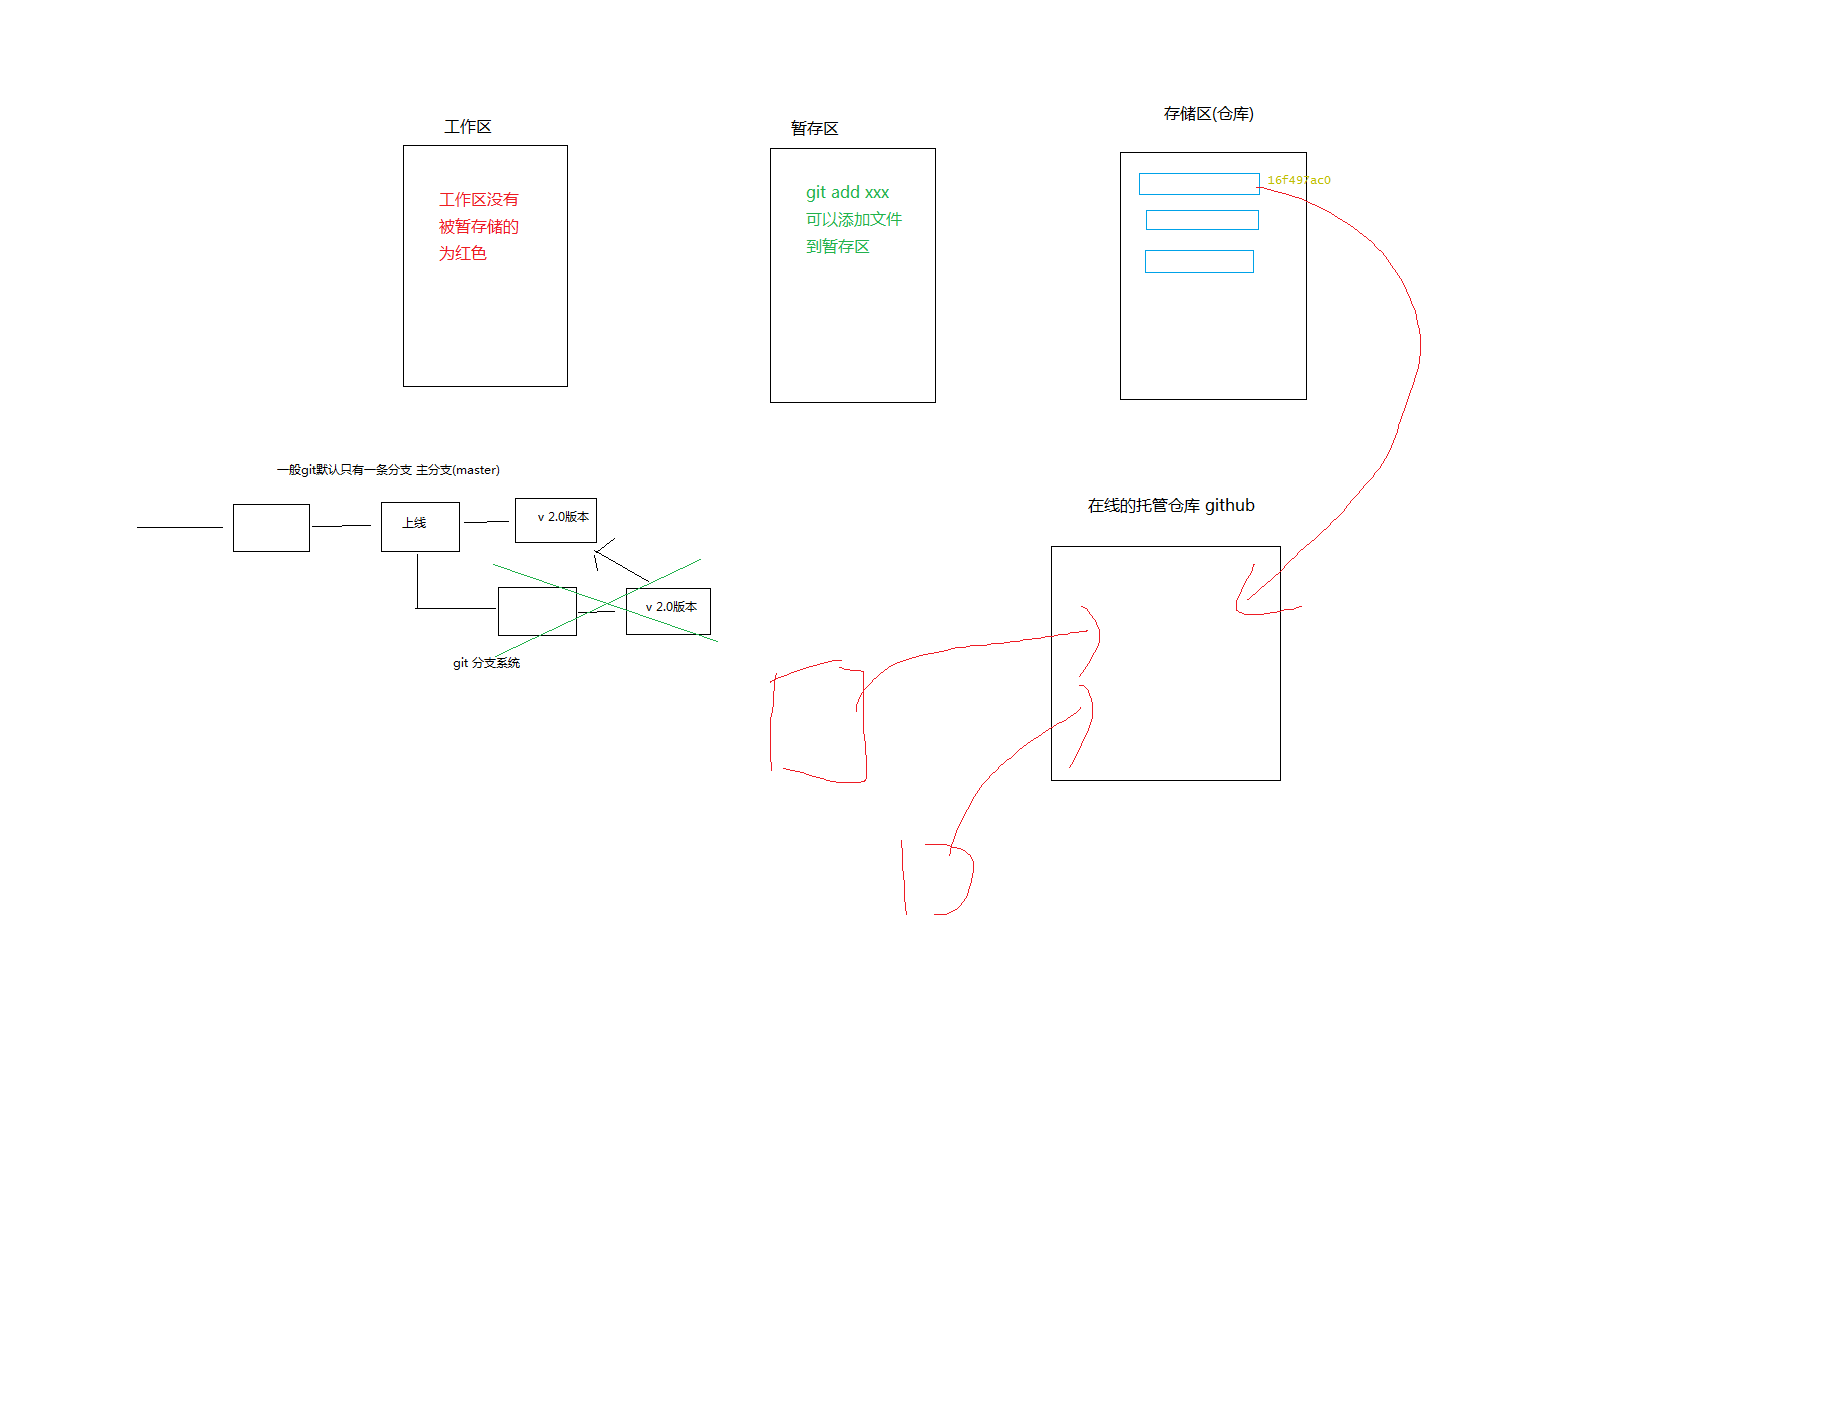 工作区
暂存区
存储区(仓库)
工作区没有
被暂存储的
为红色
git add xxx
可以添加文件
到暂存区
16f497ac0
一般git默认只有一条分支 主分支(master)
上线
v 2.0版本
v 2.0版本
git 分支系统
在线的托管仓库 github